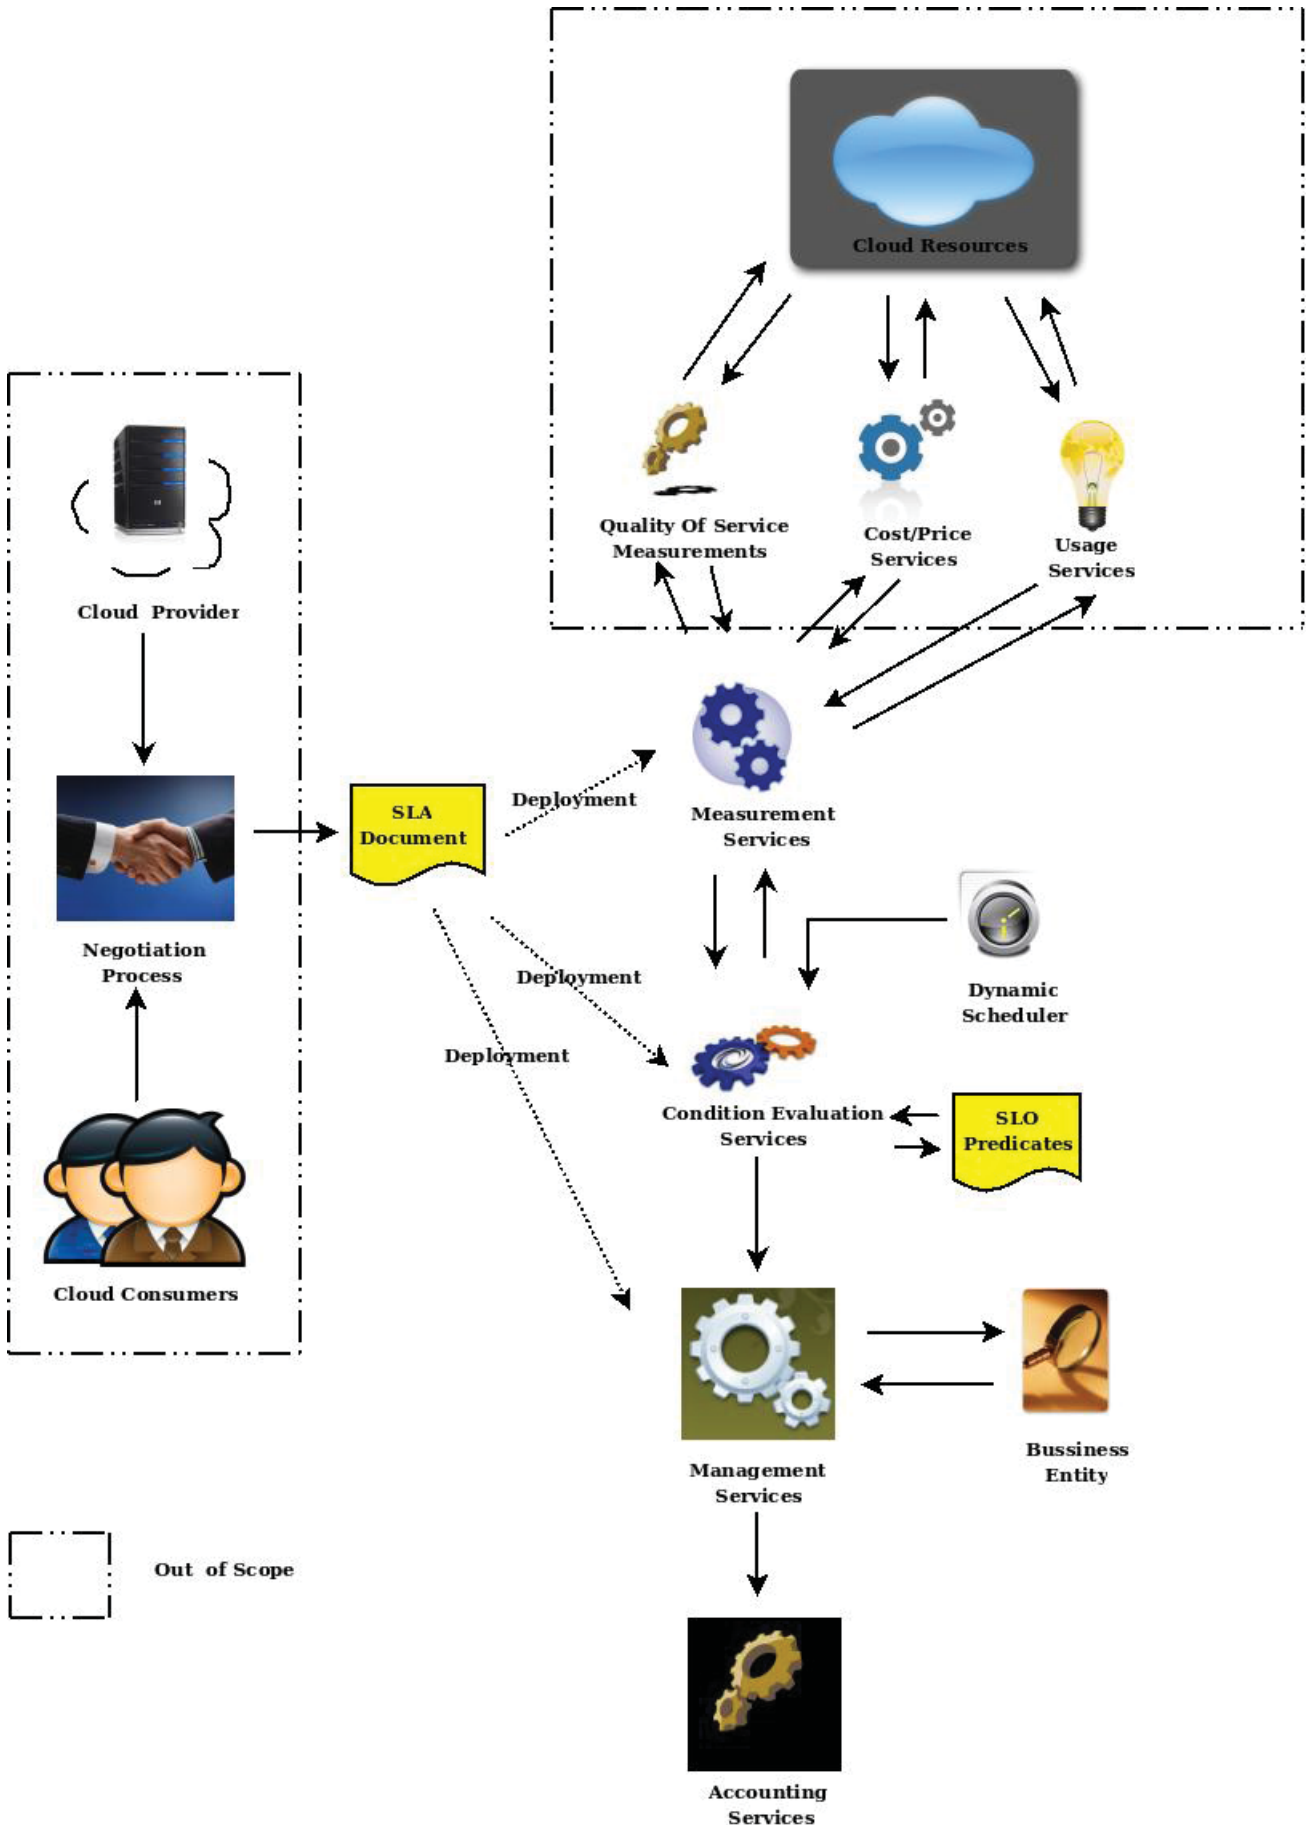 Cloud Resources
Quality Of Service
Measurements
Cost/Price
Services
Usage
Services
Cloud Provider
Negotiation
Process
Cloud Consumers
SLA
Document
Deployment
Deployment
Deployment
Measurement
Services
Dynamic
Scheduler
Condition Evaluation
Services
SLO
Predicates
Management
Services
Bussiness
Entity
Out of Scope
Accounting
Services